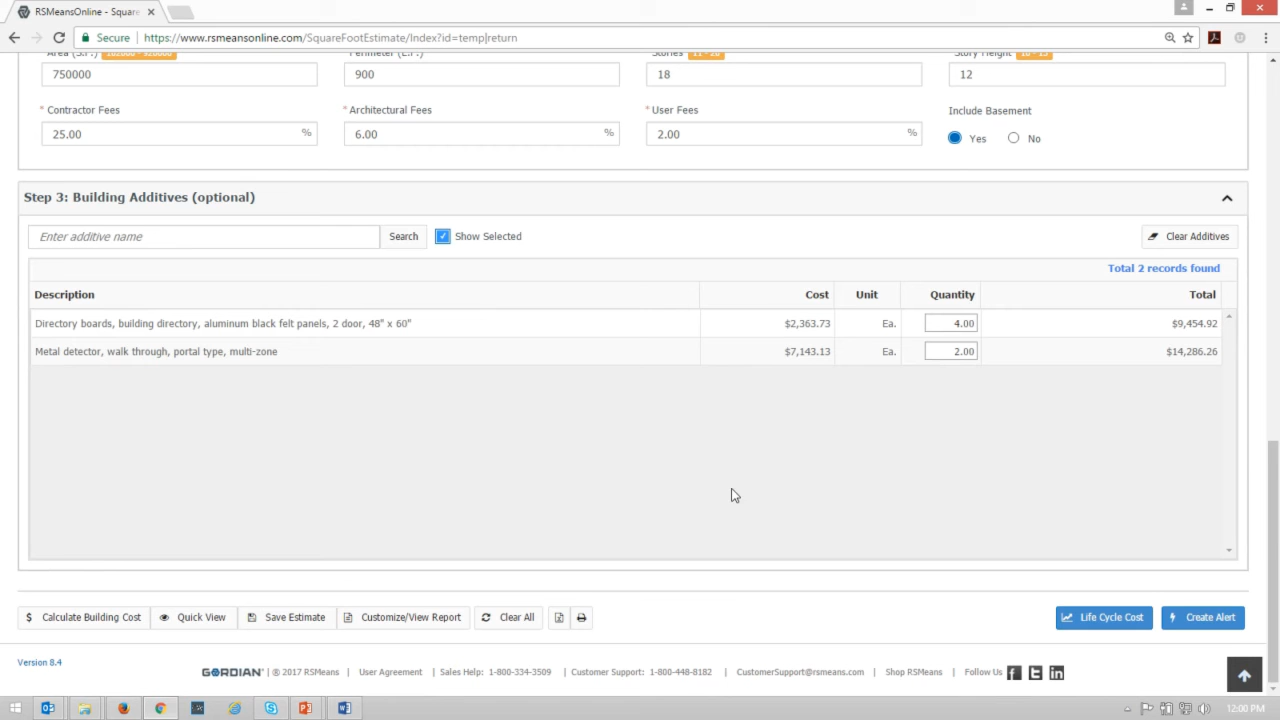 RSMeansOnline - Square
Secure https://www.rsmeansonline.com/SquareFootEstimate/Index?id=temp|return
Area (S.F.) Perimeter (L.F.) Stories Story Height
750000 900 18 12
* Contractor Fees * Architectural Fees * User Fees Include Basement
25.00 % 6.00 % 2.00 % Yes No
Step 3: Building Additives (optional)
Enter additive name Search Show Selected Clear Additives
Total 2 records found
Description Cost Unit Quantity Total
Directory boards, building directory, aluminum black felt panels, 2 door, 48" x 60" $2,363.73 Ea. 4.00 $9,454.92
Metal detector, walk through, portal type, multi-zone $7,143.13 Ea. 2.00 $14,286.26
$ Calculate Building Cost Quick View Save Estimate Customize/View Report Clear All Life Cycle Cost Create Alert
Version 8.4
GORDIAN | ® 2017 RSMeans | User Agreement | Sales Help: 1-800-334-3509 | Customer Support: 1-800-448-8182 | CustomerSupport@rsmeans.com | Shop RSMeans | Follow Us
12:00 PM